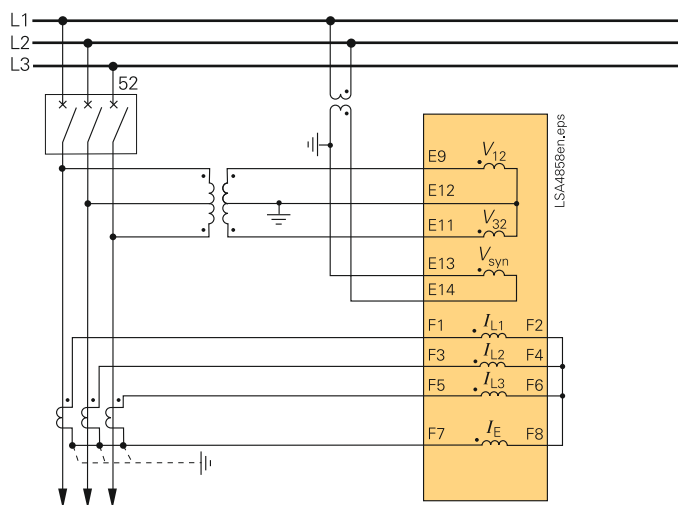 L1
L2
L3
52
LSA4858en.eps
E9 V12
E12
E11 V32
E13 Vsyn
E14
F1 IL1 F2
F3 IL2 F4
F5 IL3 F6
F7 IE F8